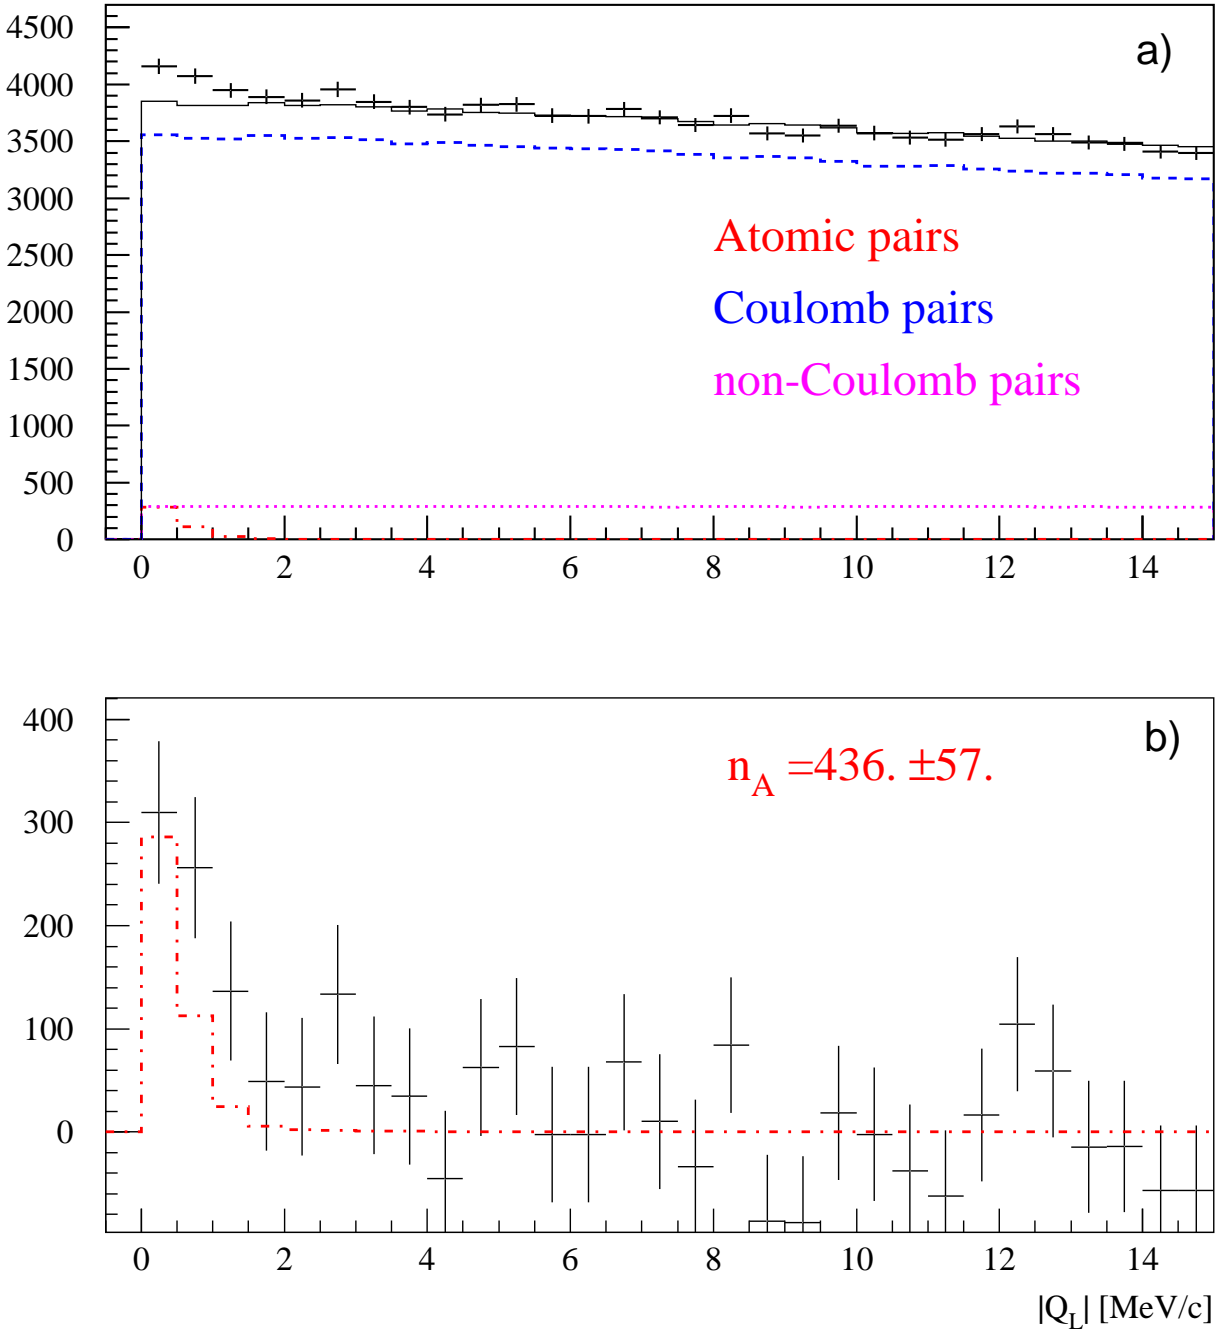 a)
4500
4000
3500
3000
2500
2000
1500
1000
500
0
Atomic pairs
Coulomb pairs
non-Coulomb pairs
0 2 4 6 8 10 12 14
b)
n_A =436. ±57.
400
300
200
100
0
0 2 4 6 8 10 12 14
|Q_L| [MeV/c]